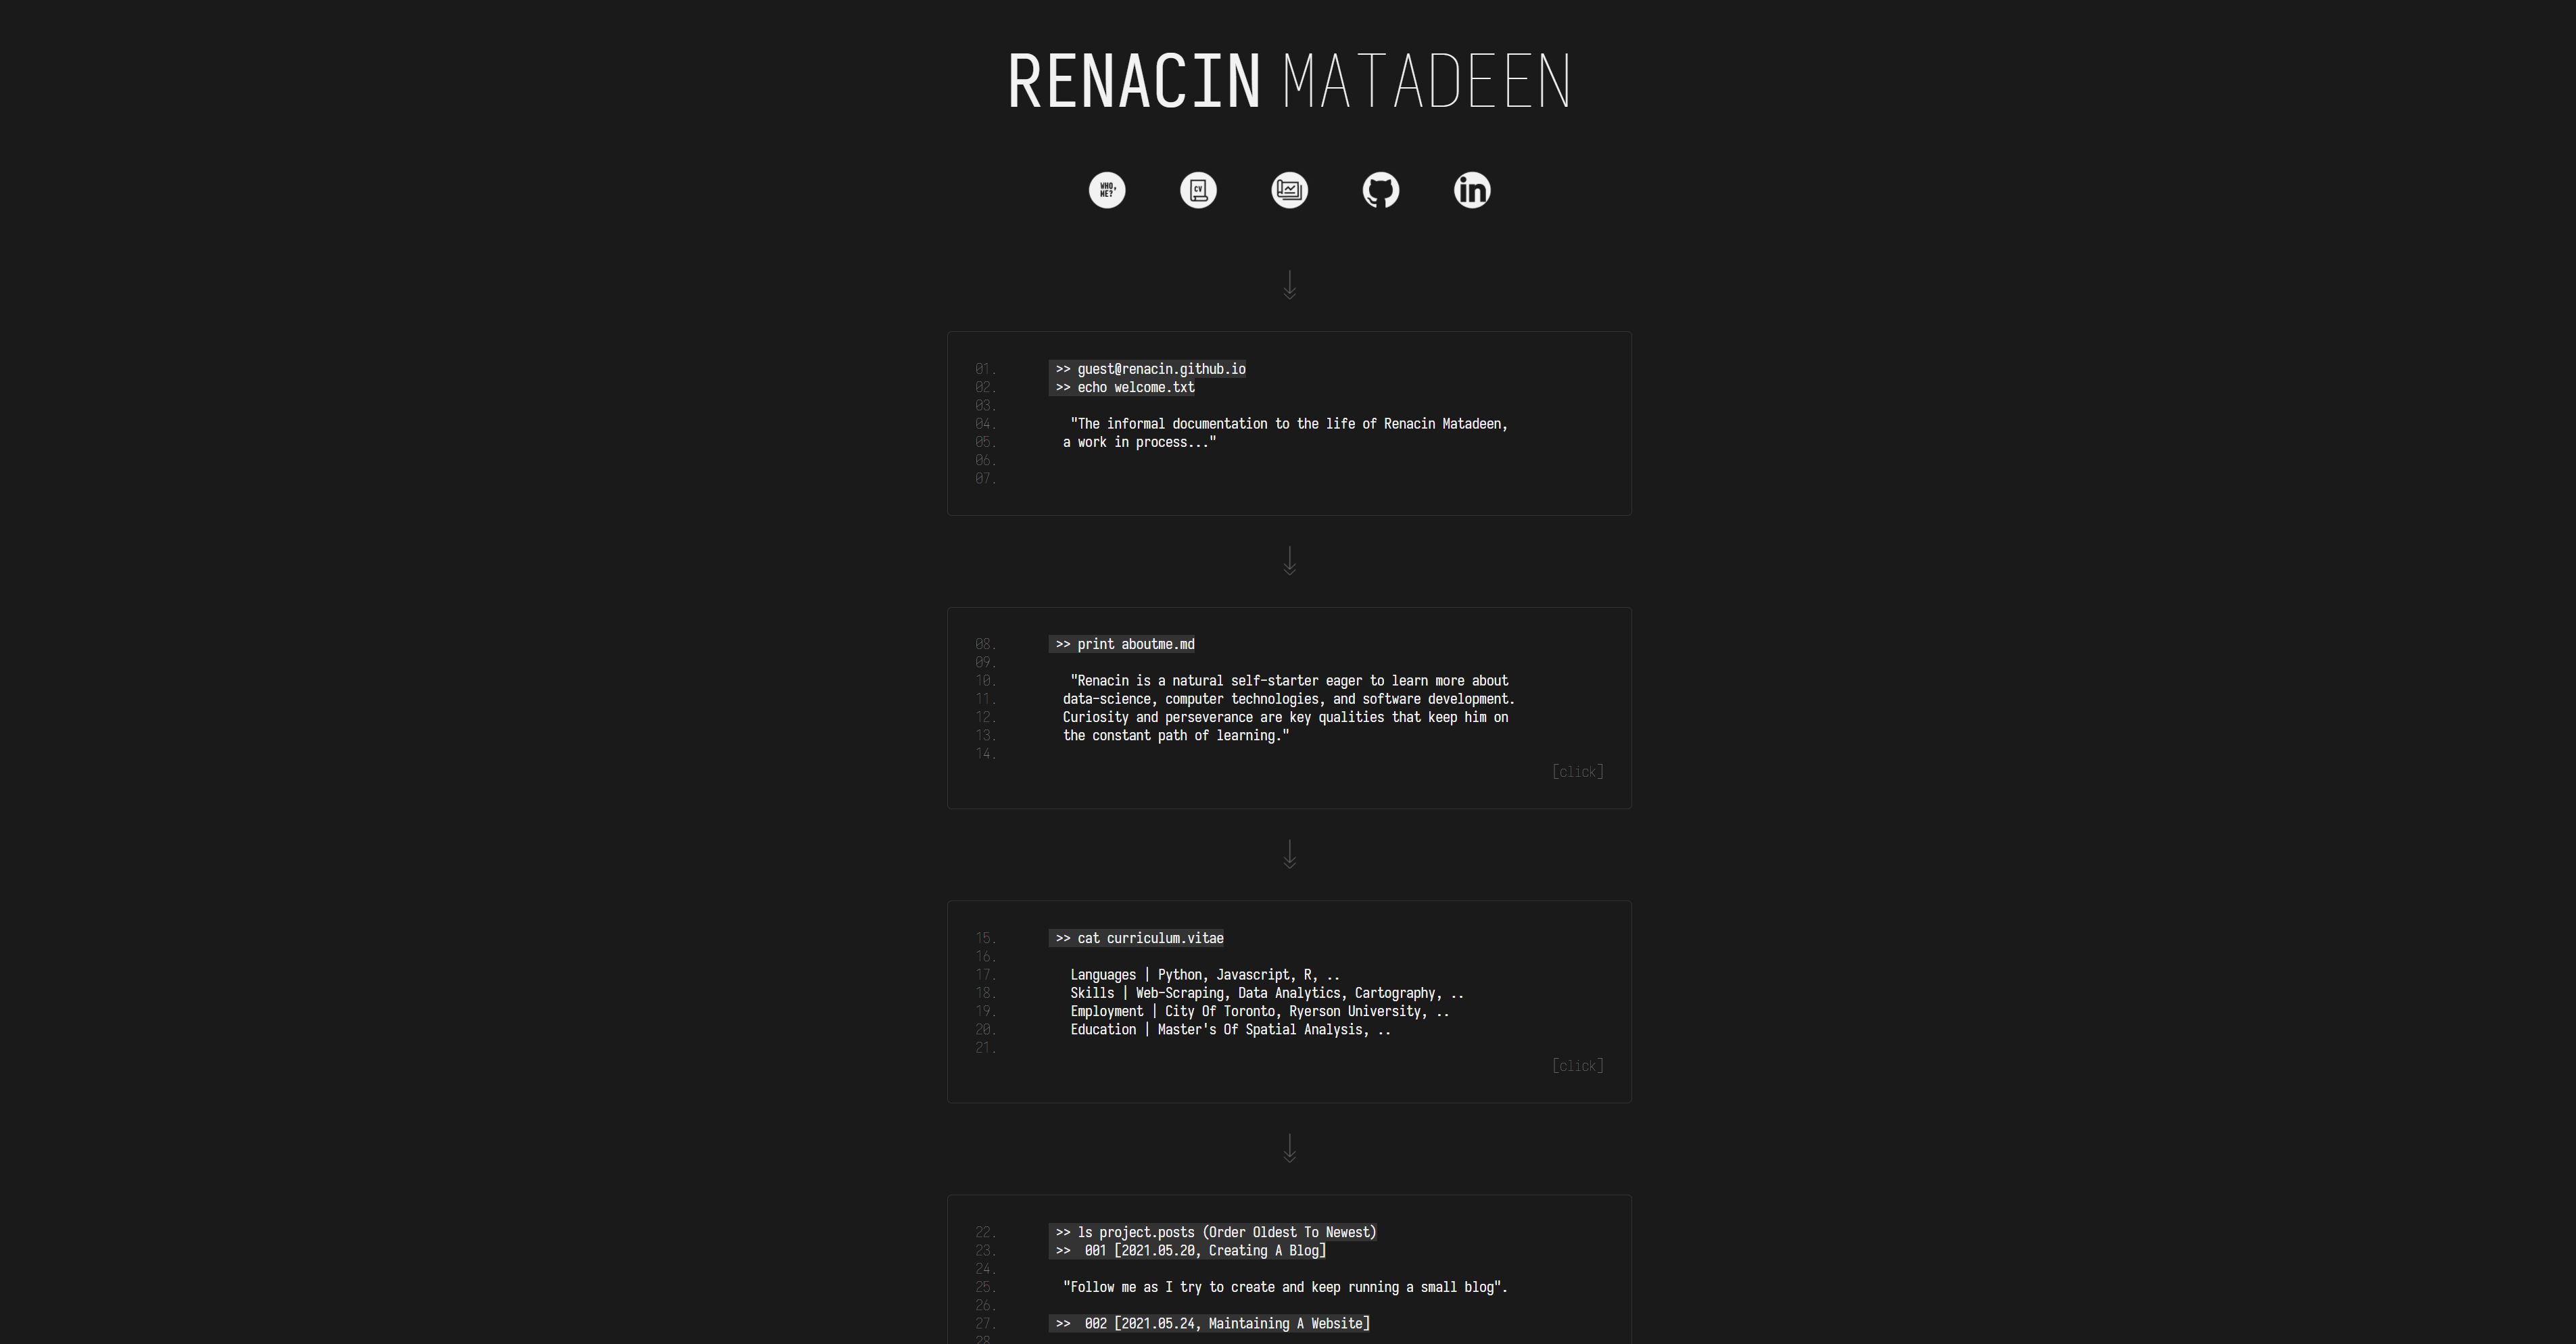 RENACIN MATADEEN
WHO, ME?
CV
in
01. >> guest@renacin.github.io
02. >> echo welcome.txt
03.
04. "The informal documentation to the life of Renacin Matadeen,
05. a work in process..."
06.
07.
08. >> print aboutme.md
09.
10. "Renacin is a natural self-starter eager to learn more about
11. data-science, computer technologies, and software development.
12. Curiosity and perseverance are key qualities that keep him on
13. the constant path of learning."
14.
[click]
15. >> cat curriculum.vitae
16.
17. Languages | Python, Javascript, R, ..
18. Skills | Web-Scraping, Data Analytics, Cartography, ..
19. Employment | City Of Toronto, Ryerson University, ..
20. Education | Master's Of Spatial Analysis, ..
21.
[click]
22. >> ls project.posts (Order Oldest To Newest)
23. >> 001 [2021.05.20, Creating A Blog]
24.
25. "Follow me as I try to create and keep running a small blog".
26.
27. >> 002 [2021.05.24, Maintaining A Website]
28.